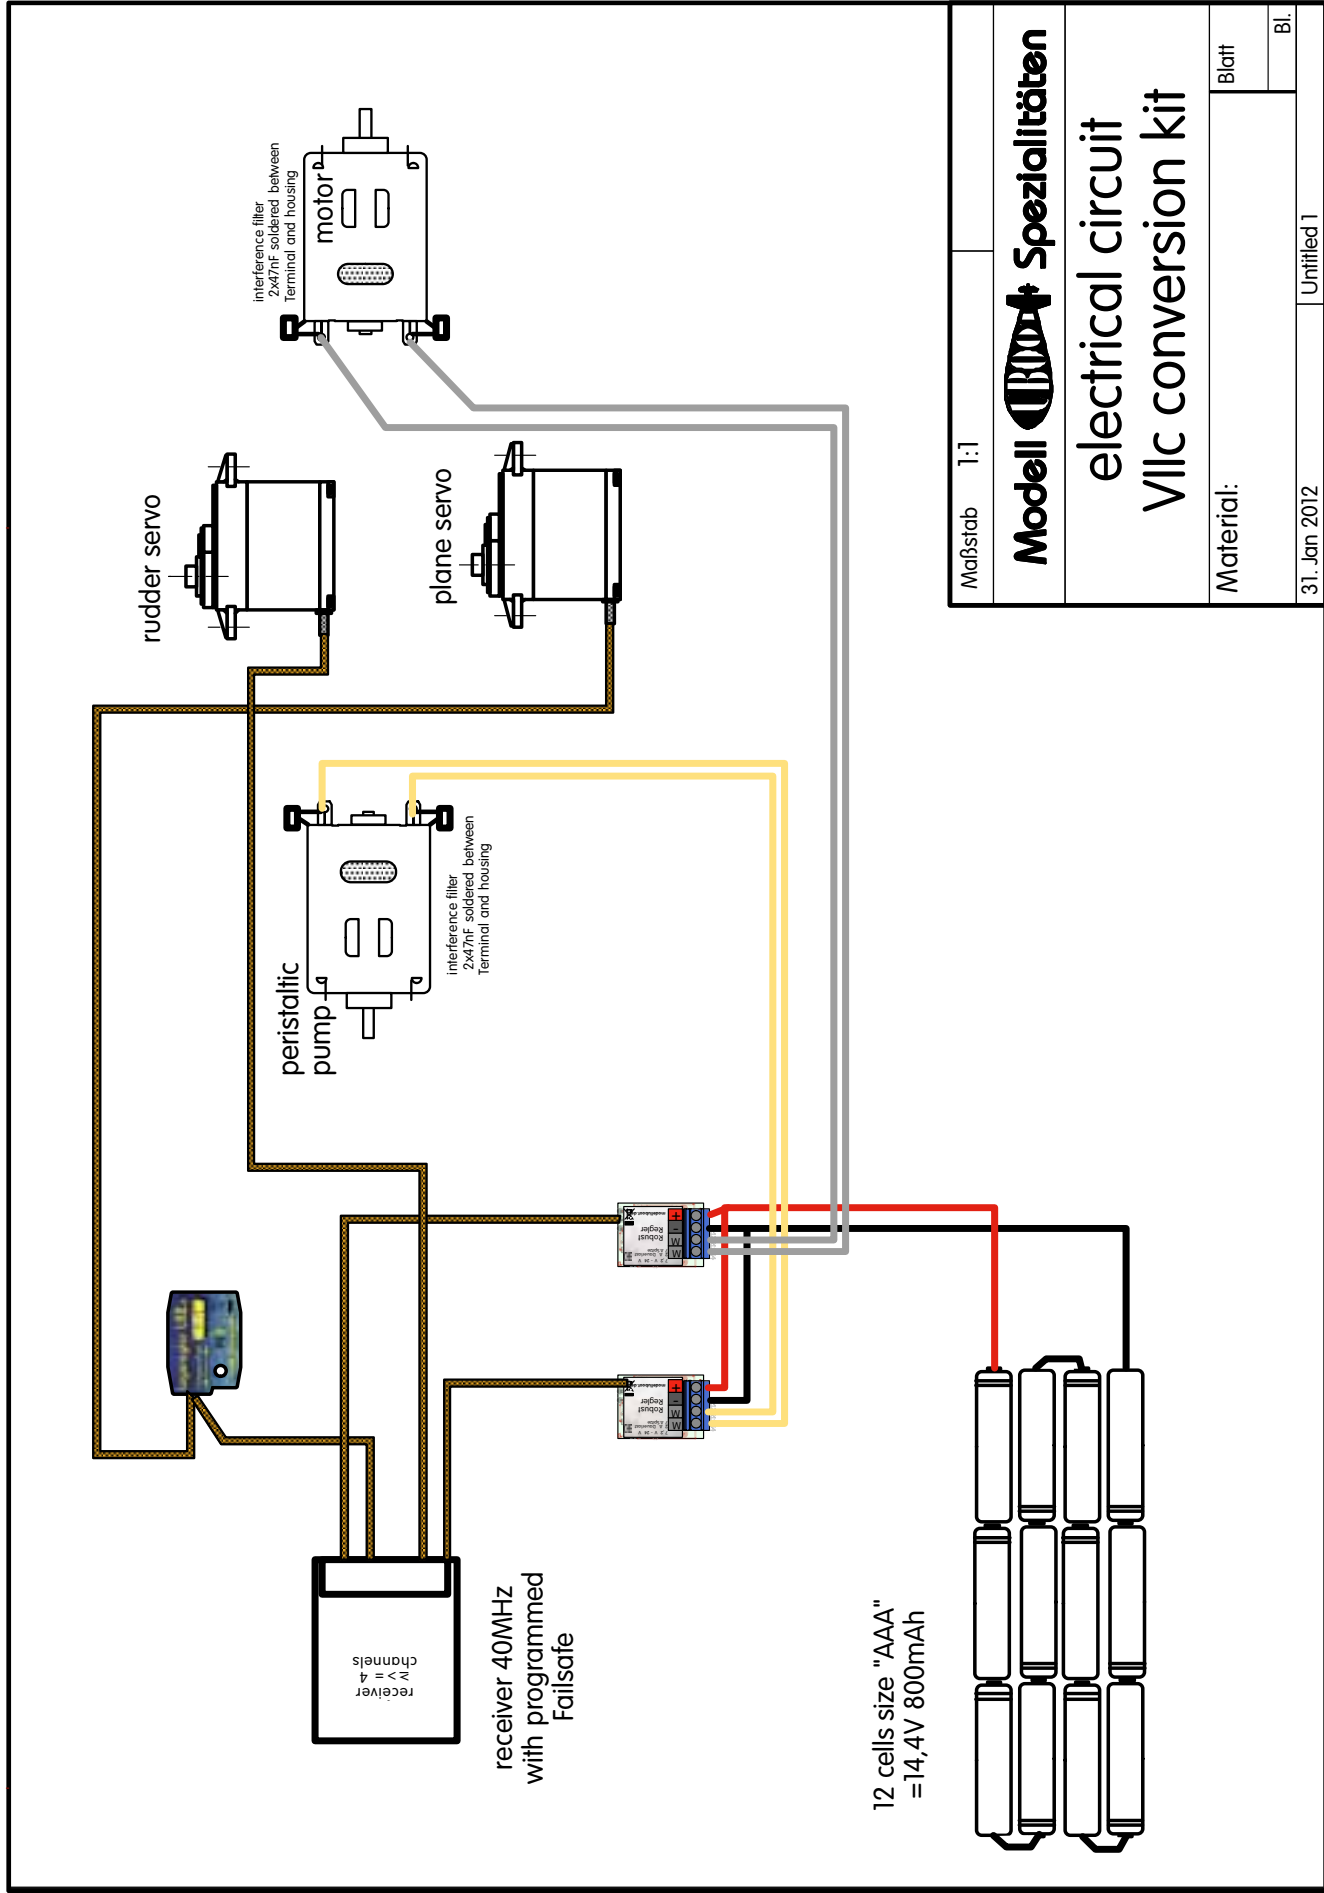 interference filter
2x47nF soldered between
Terminal and housing
motor
rudder servo
plane servo
peristaltic
pump
interference filter
2x47nF soldered between
Terminal and housing
Robust
Regler
+
-
M
M
Robust
Regler
+
-
M
M
receiver
>= 4
channels
receiver 40MHz
with programmed
Failsafe
12 cells size "AAA"
=14,4V 800mAh
Maßstab 1:1
Modell Spezialitäten
electrical circuit
VIIc conversion kit
Material:
Blatt
Bl.
31. Jan 2012
Untitled 1